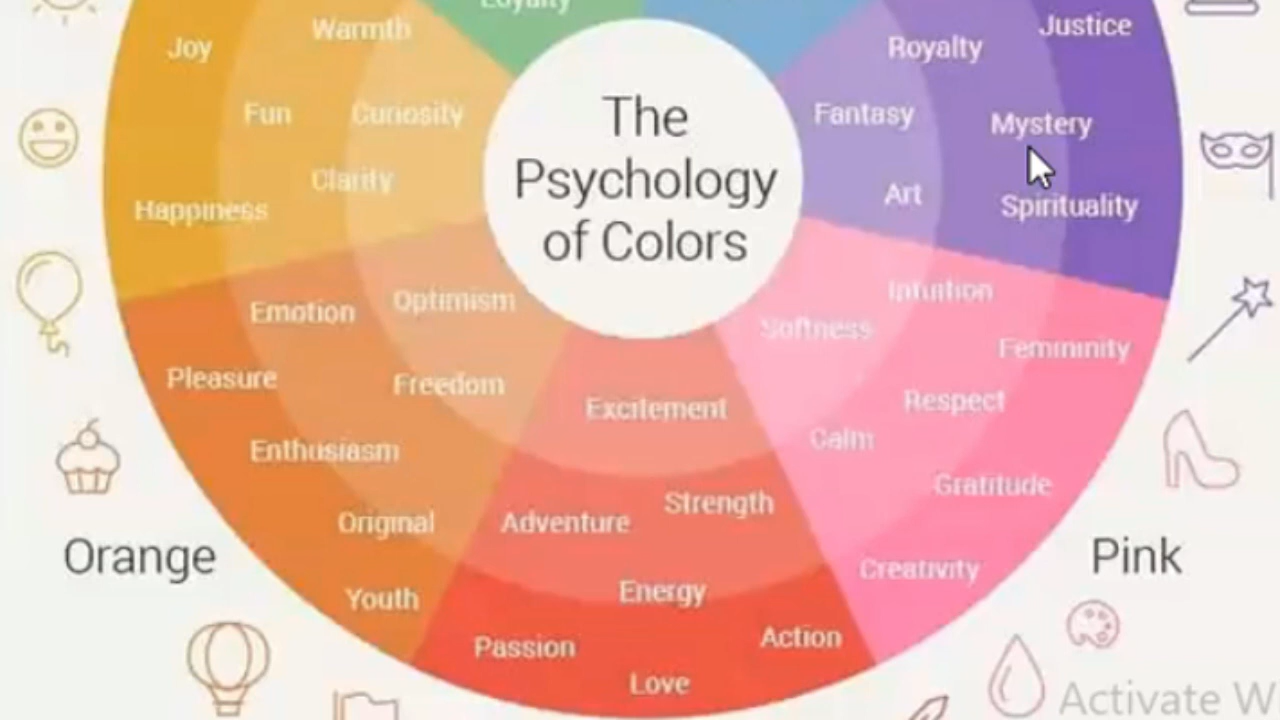 Loyalty
Warmth
Joy
Fun
Curiosity
Clarity
Happiness
The
Psychology
of Colors
Royalty
Justice
Fantasy
Mystery
Art
Spirituality
Emotion
Optimism
Pleasure
Freedom
Enthusiasm
Original
Youth
Excitement
Strength
Adventure
Energy
Passion
Action
Love
Intuition
Softness
Femininity
Respect
Calm
Gratitude
Creativity
Orange
Pink
Activate W